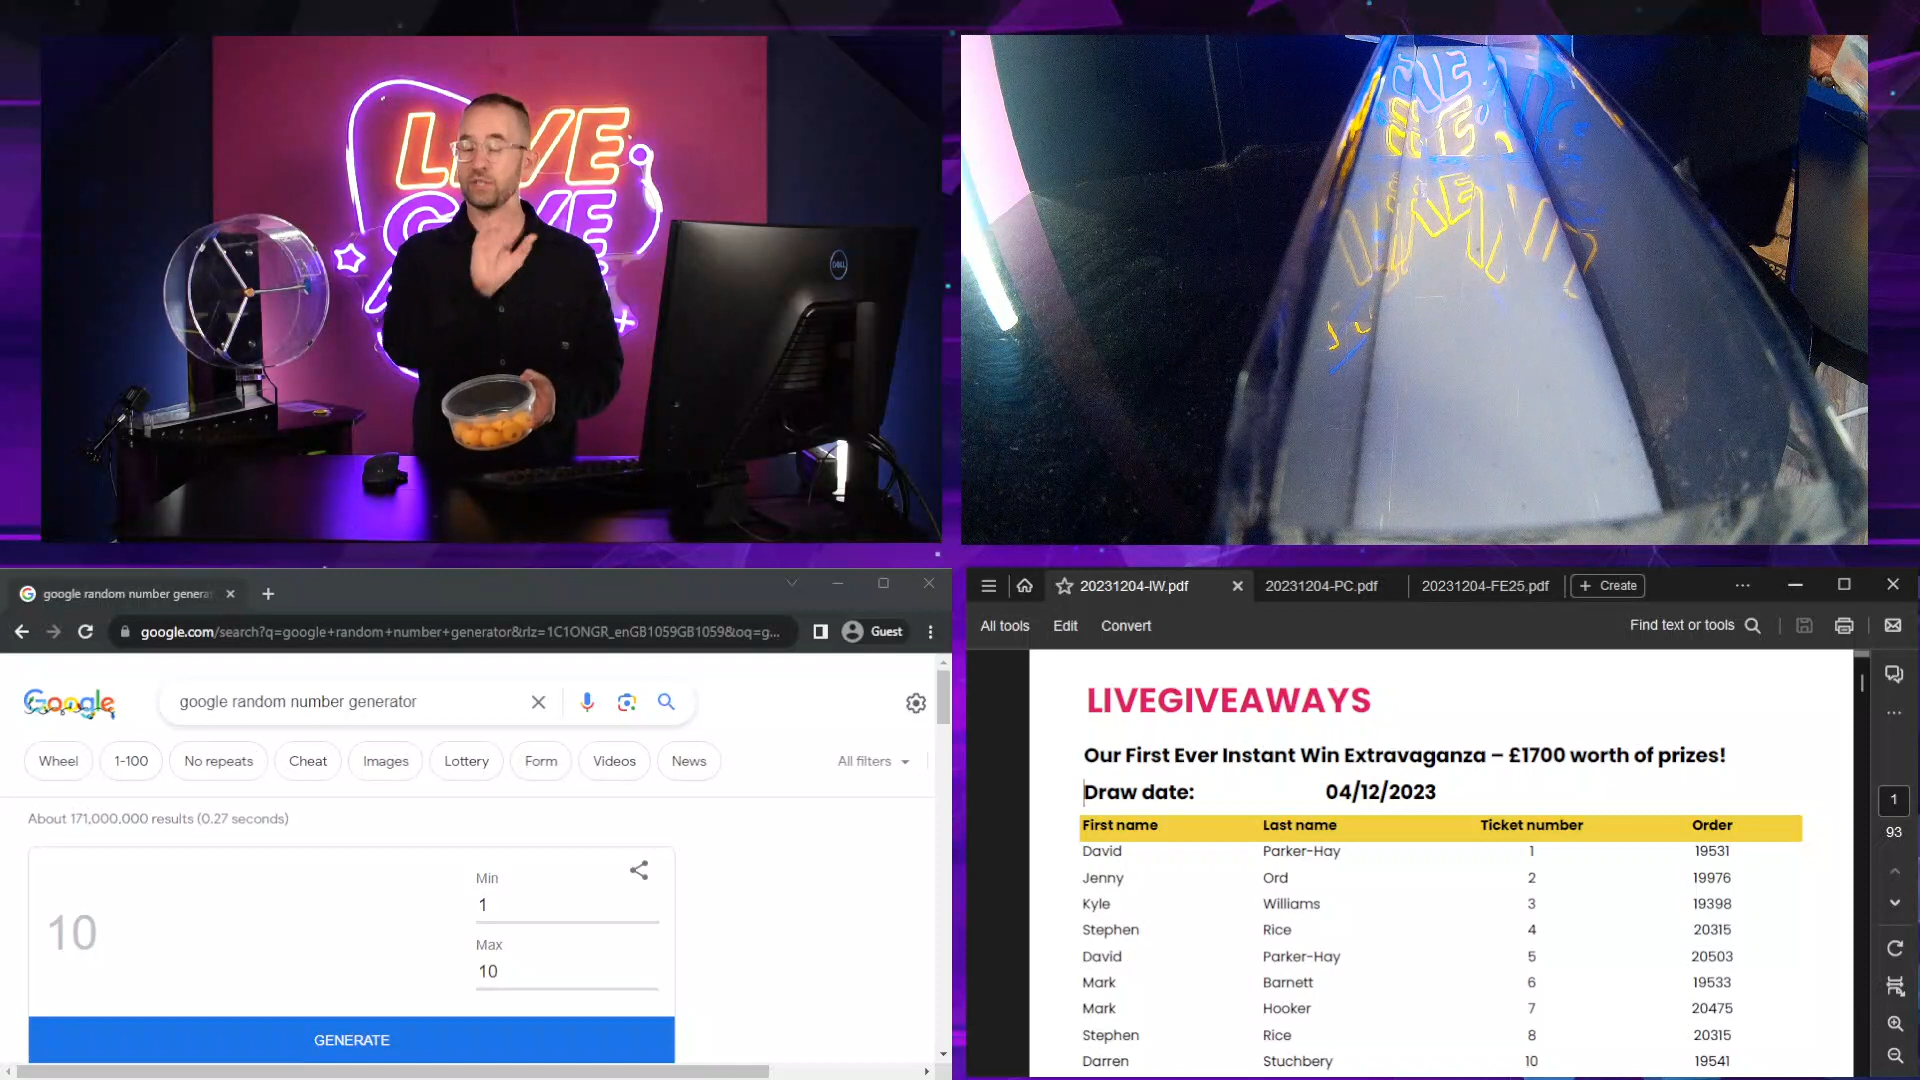 LIVE
GIVE
DELL
google random number genera
google.com/search?q=google+random+number+generator&rlz=1C1ONGR_enGB1059GB1059&oq=g...
Guest
Google
google random number generator
Wheel
1-100
No repeats
Cheat
Images
Lottery
Form
Videos
News
All filters
About 171,000,000 results (0.27 seconds)
10
Min
1
Max
10
GENERATE
20231204-IW.pdf
20231204-PC.pdf
20231204-FE25.pdf
Create
All tools
Edit
Convert
Find text or tools
LIVEGIVEAWAYS
Our First Ever Instant Win Extravaganza – £1700 worth of prizes!
Draw date: 04/12/2023
First name Last name Ticket number Order
David Parker-Hay 1 19531
Jenny Ord 2 19976
Kyle Williams 3 19398
Stephen Rice 4 20315
David Parker-Hay 5 20503
Mark Barnett 6 19533
Mark Hooker 7 20475
Stephen Rice 8 20315
Darren Stuchbery 10 19541
1
93